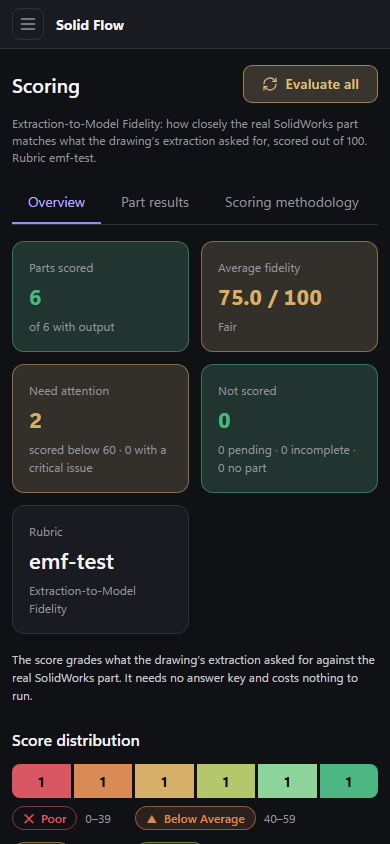 Solid Flow
Scoring
Evaluate all
Extraction-to-Model Fidelity: how closely the real SolidWorks part
matches what the drawing's extraction asked for, scored out of 100.
Rubric emf-test.
Overview
Part results
Scoring methodology
Parts scored
6
of 6 with output
Average fidelity
75.0 / 100
Fair
Need attention
2
scored below 60 · 0 with a
critical issue
Not scored
0
0 pending · 0 incomplete ·
0 no part
Rubric
emf-test
Extraction-to-Model
Fidelity
The score grades what the drawing's extraction asked for against the
real SolidWorks part. It needs no answer key and costs nothing to
run.
Score distribution
1 1 1 1 1 1
Poor 0–39 Below Average 40–59